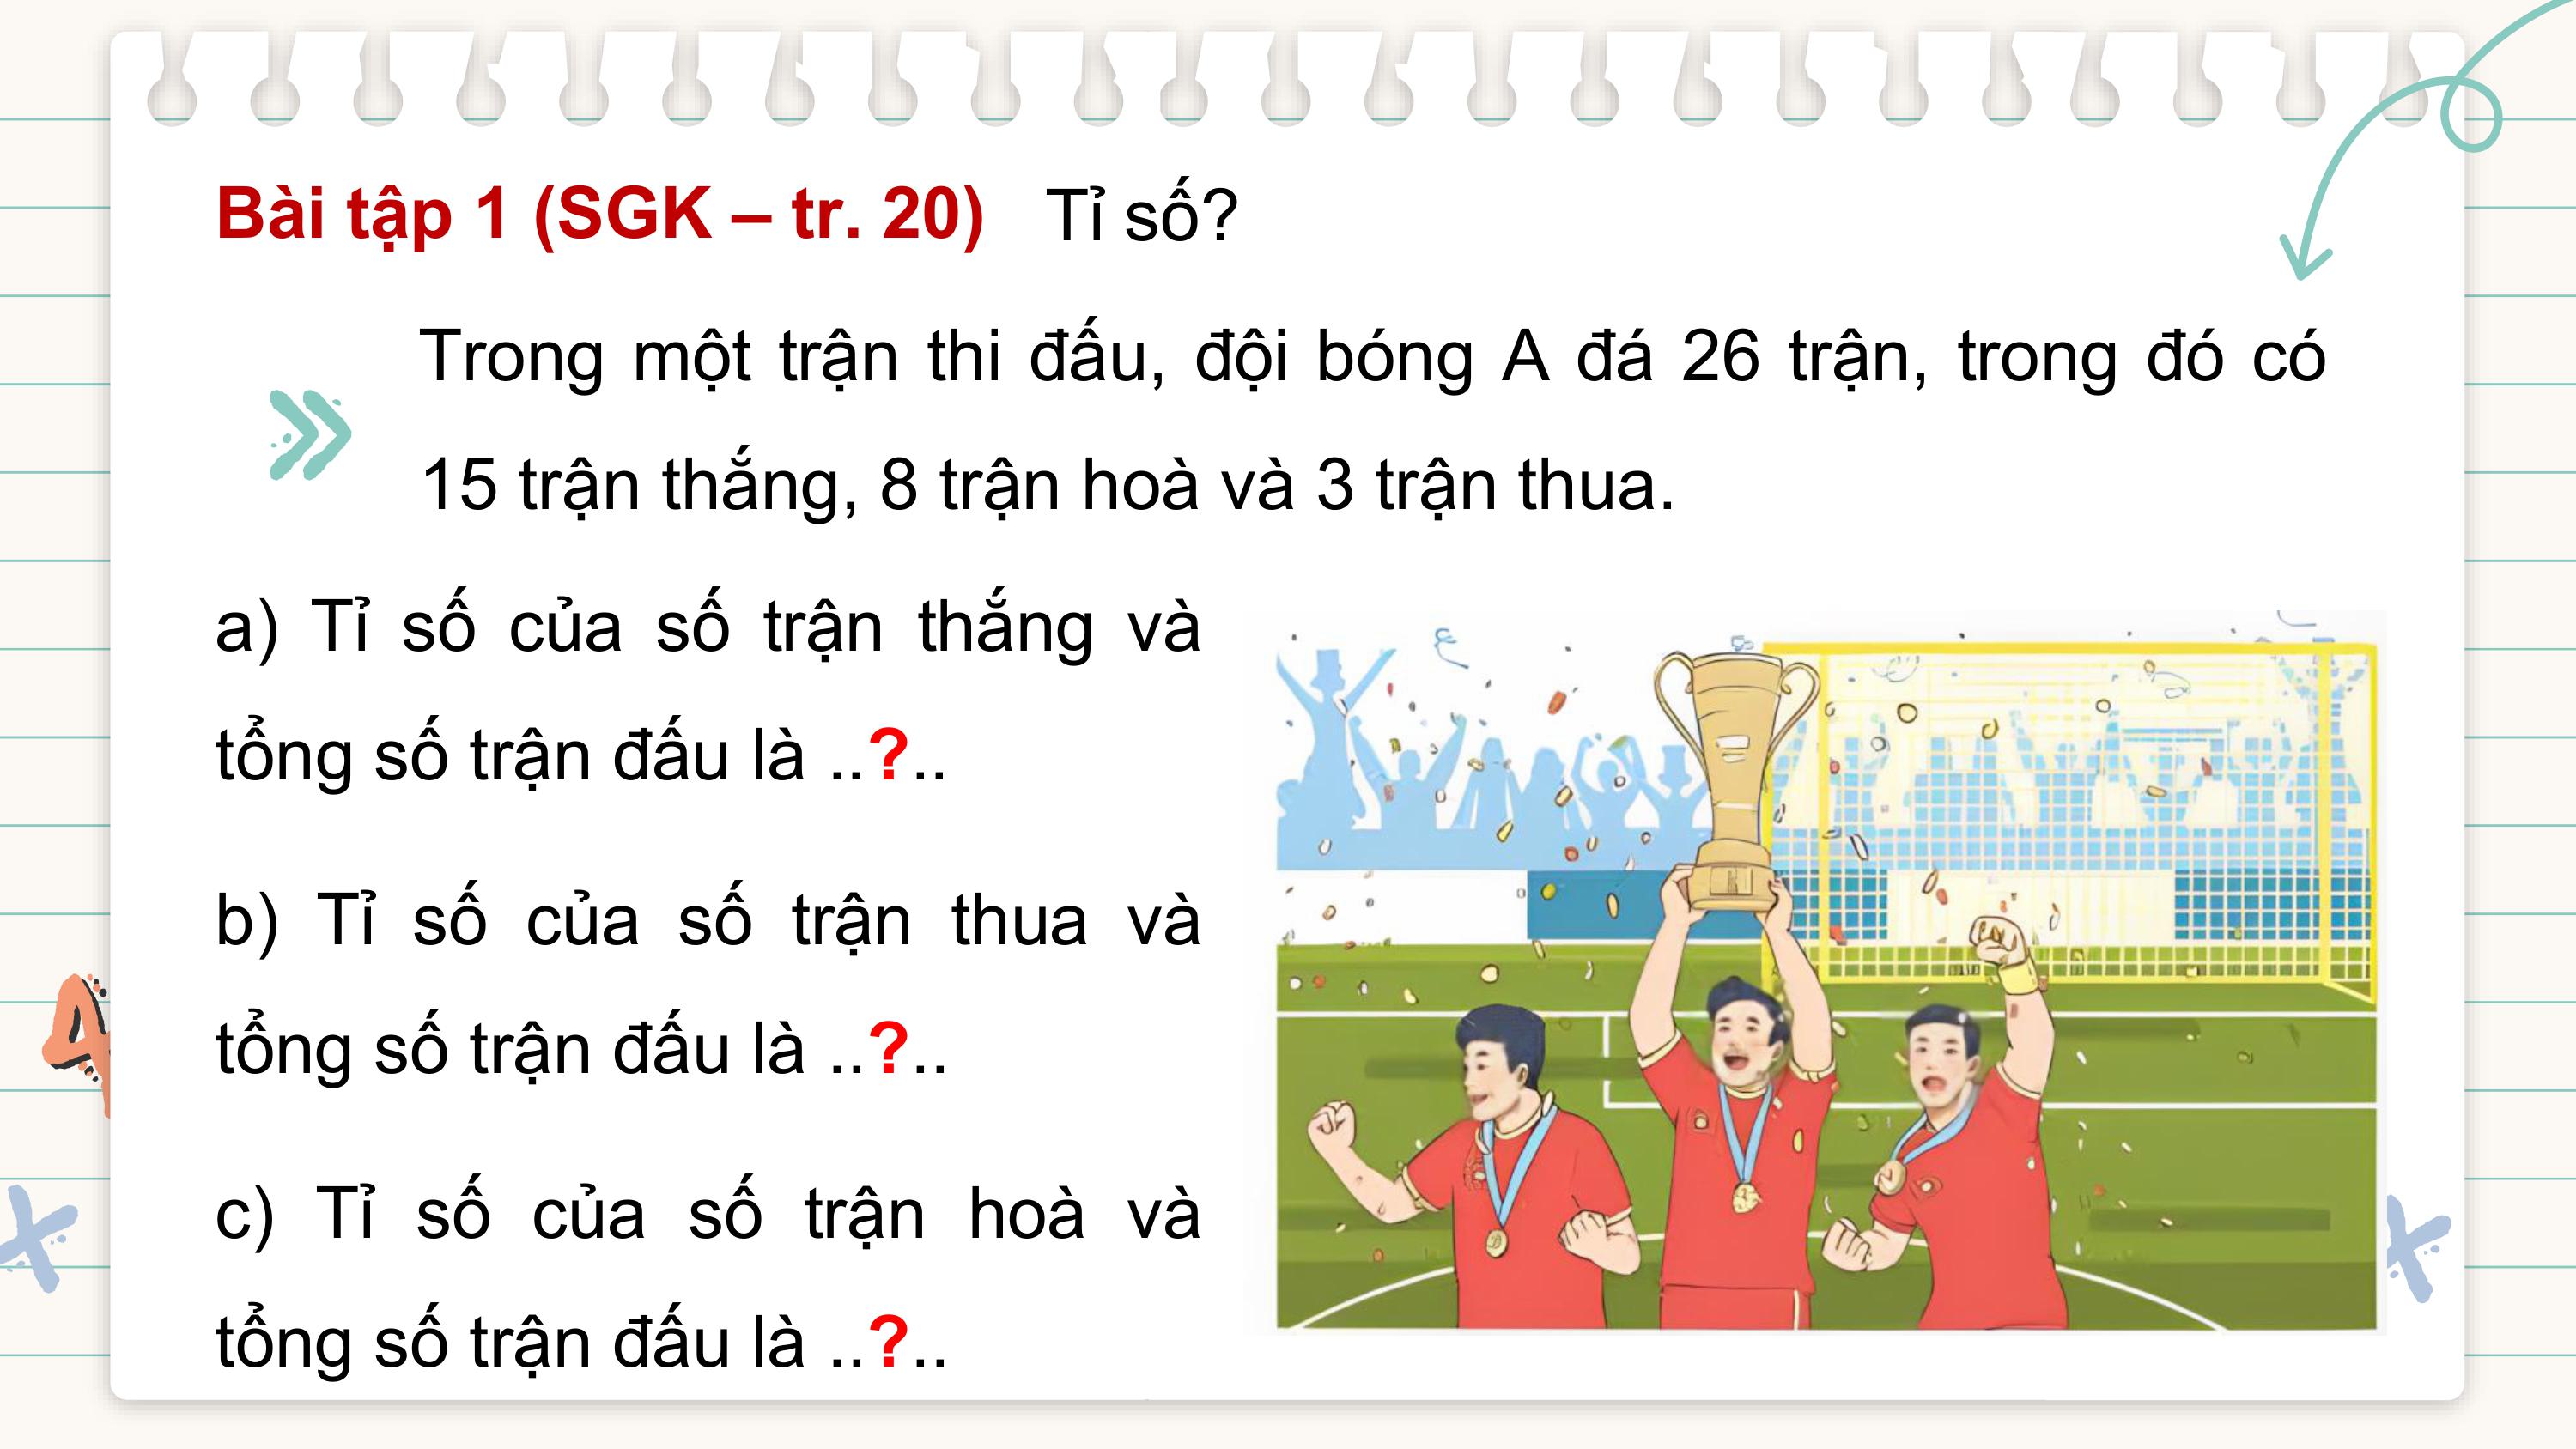 Bài tập 1 (SGK – tr. 20) Tỉ số?
Trong một trận thi đấu, đội bóng A đá 26 trận, trong đó có
15 trận thắng, 8 trận hoà và 3 trận thua.
a) Tỉ số của số trận thắng và
tổng số trận đấu là ..?..
b) Tỉ số của số trận thua và
tổng số trận đấu là ..?..
c) Tỉ số của số trận hoà và
tổng số trận đấu là ..?..